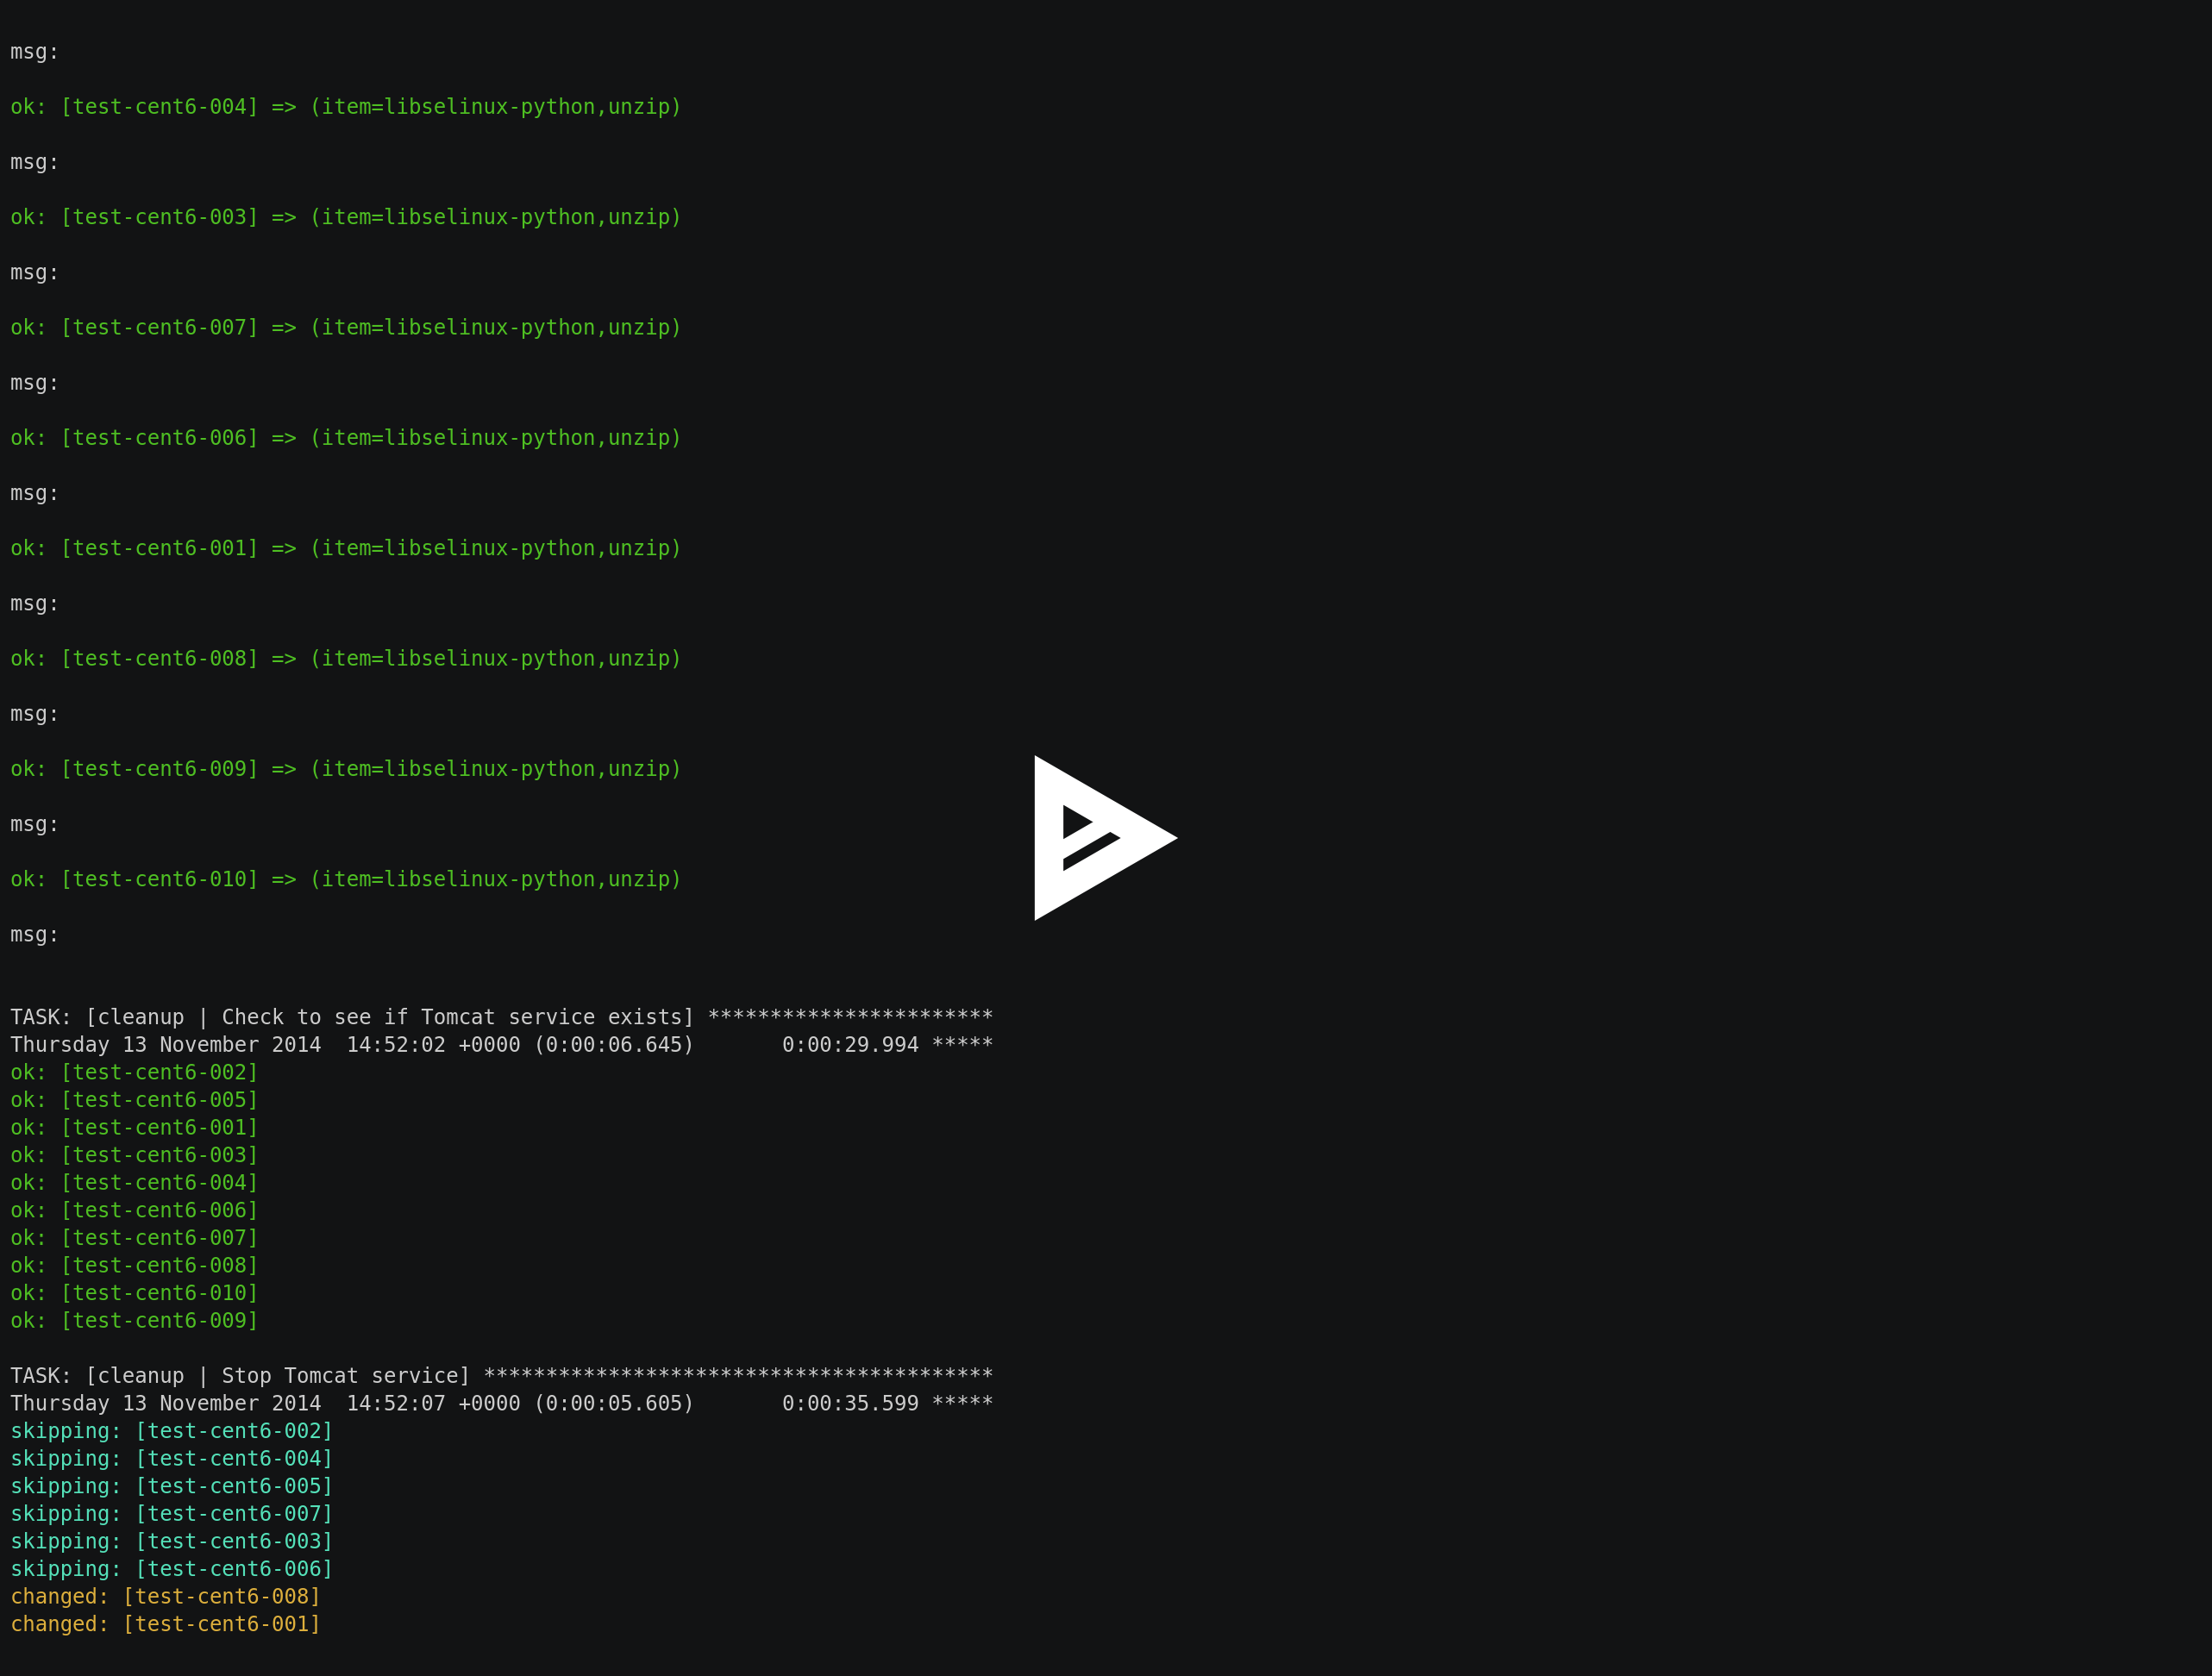 msg:
ok: [test-cent6-004] => (item=libselinux-python,unzip)
msg:
ok: [test-cent6-003] => (item=libselinux-python,unzip)
msg:
ok: [test-cent6-007] => (item=libselinux-python,unzip)
msg:
ok: [test-cent6-006] => (item=libselinux-python,unzip)
msg:
ok: [test-cent6-001] => (item=libselinux-python,unzip)
msg:
ok: [test-cent6-008] => (item=libselinux-python,unzip)
msg:
ok: [test-cent6-009] => (item=libselinux-python,unzip)
msg:
ok: [test-cent6-010] => (item=libselinux-python,unzip)
msg:
TASK: [cleanup | Check to see if Tomcat service exists] ***********************
Thursday 13 November 2014  14:52:02 +0000 (0:00:06.645)       0:00:29.994 *****
ok: [test-cent6-002]
ok: [test-cent6-005]
ok: [test-cent6-001]
ok: [test-cent6-003]
ok: [test-cent6-004]
ok: [test-cent6-006]
ok: [test-cent6-007]
ok: [test-cent6-008]
ok: [test-cent6-010]
ok: [test-cent6-009]
TASK: [cleanup | Stop Tomcat service] *****************************************
Thursday 13 November 2014  14:52:07 +0000 (0:00:05.605)       0:00:35.599 *****
skipping: [test-cent6-002]
skipping: [test-cent6-004]
skipping: [test-cent6-005]
skipping: [test-cent6-007]
skipping: [test-cent6-003]
skipping: [test-cent6-006]
changed: [test-cent6-008]
changed: [test-cent6-001]